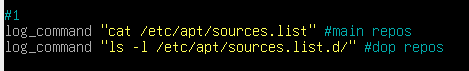 #1
log_command "cat /etc/apt/sources.list" #main repos
log_command "ls -l /etc/apt/sources.list.d/" #dop repos